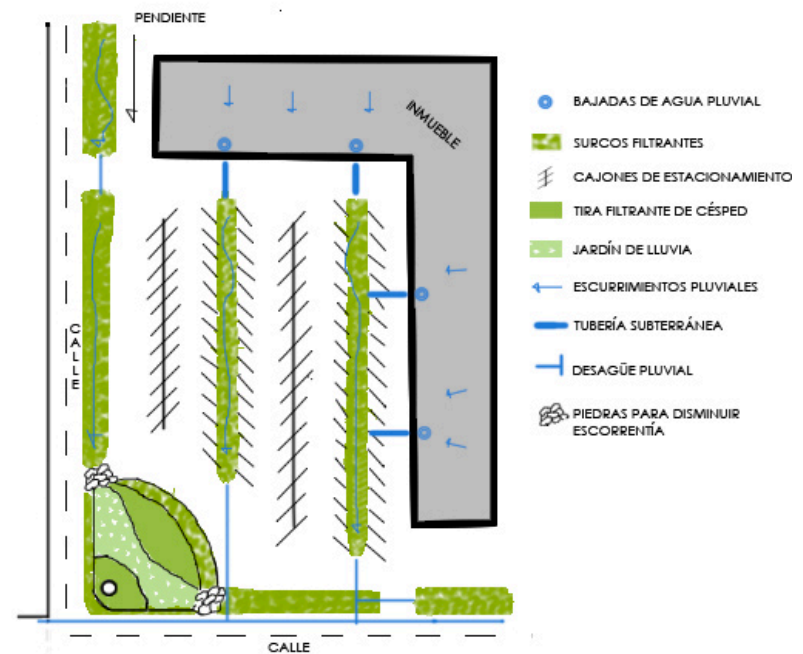 PENDIENTE
INMUEBLE
CALLE
CALLE
BAJADAS DE AGUA PLUVIAL
SURCOS FILTRANTES
CAJONES DE ESTACIONAMIENTO
TIRA FILTRANTE DE CÉSPED
JARDÍN DE LLUVIA
ESCURRIMIENTOS PLUVIALES
TUBERÍA SUBTERRÁNEA
DESAGÜE PLUVIAL
PIEDRAS PARA DISMINUIR
ESCORRENTÍA